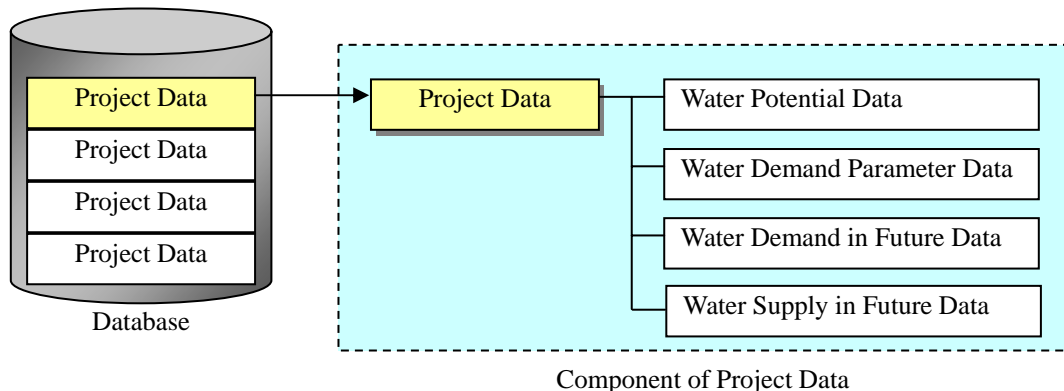 Project Data
Project Data
Project Data
Project Data
Database
Project Data
Water Potential Data
Water Demand Parameter Data
Water Demand in Future Data
Water Supply in Future Data
Component of Project Data